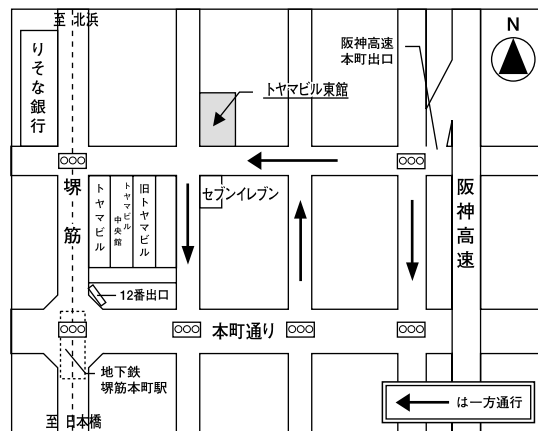 至 北浜
りそな銀行
阪神高速
本町出口
N
トヤマビル東館
堺筋
トヤマビル
トヤマビル
中央館
旧トヤマビル
セブンイレブン
阪神高速
12番出口
本町通り
地下鉄
堺筋本町駅
は一方通行
至 日本橋